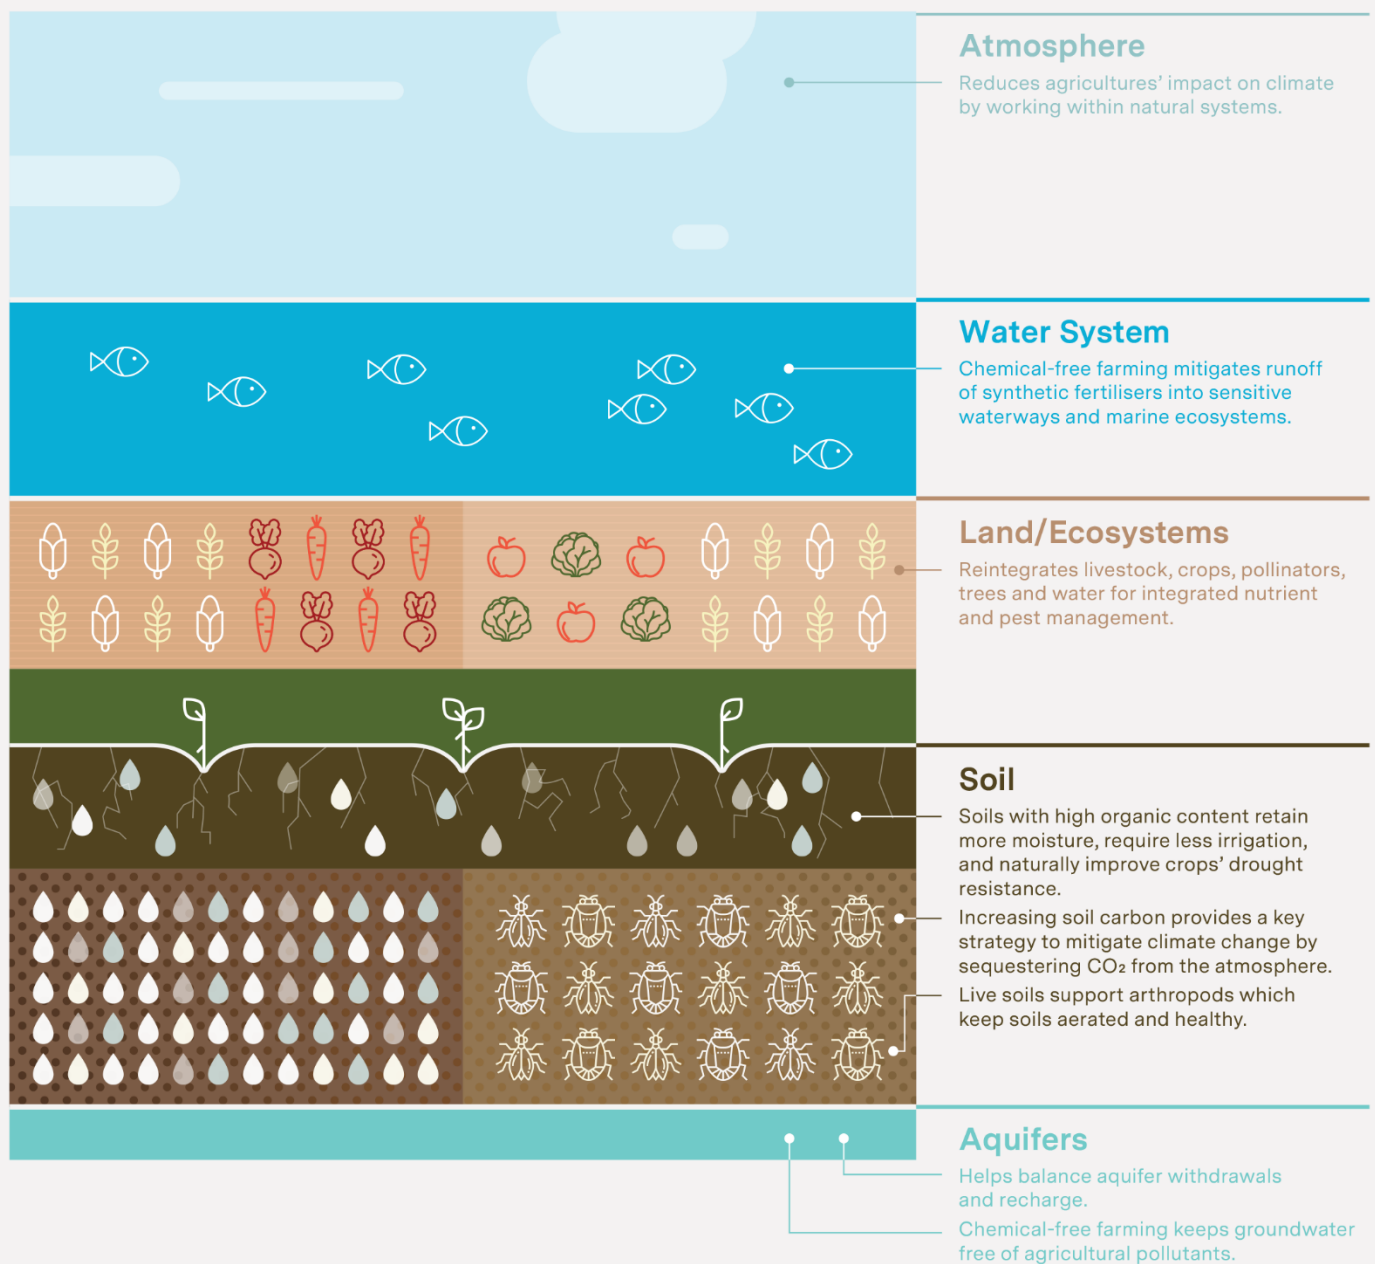 Atmosphere
Reduces agricultures’ impact on climate
by working within natural systems.
Water System
Chemical-free farming mitigates runoff
of synthetic fertilisers into sensitive
waterways and marine ecosystems.
Land/Ecosystems
Reintegrates livestock, crops, pollinators,
trees and water for integrated nutrient
and pest management.
Soil
Soils with high organic content retain
more moisture, require less irrigation,
and naturally improve crops’ drought
resistance.
Increasing soil carbon provides a key
strategy to mitigate climate change by
sequestering CO₂ from the atmosphere.
Live soils support arthropods which
keep soils aerated and healthy.
Aquifers
Helps balance aquifer withdrawals
and recharge.
Chemical-free farming keeps groundwater
free of agricultural pollutants.